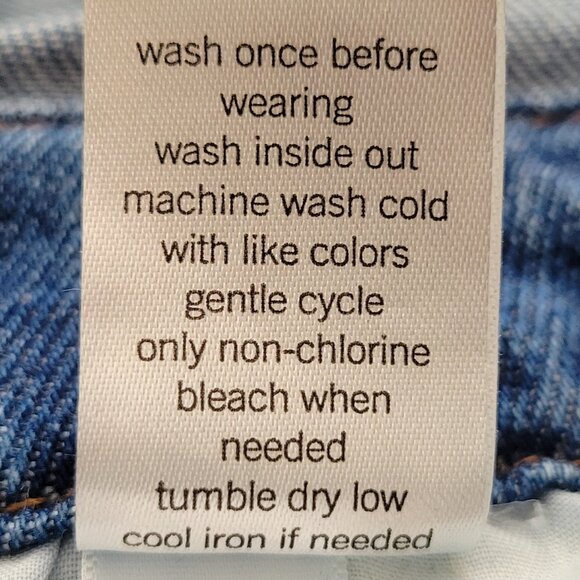 wash once before
wearing
wash inside out
machine wash cold
with like colors
gentle cycle
only non-chlorine
bleach when
needed
tumble dry low
cool iron if needed